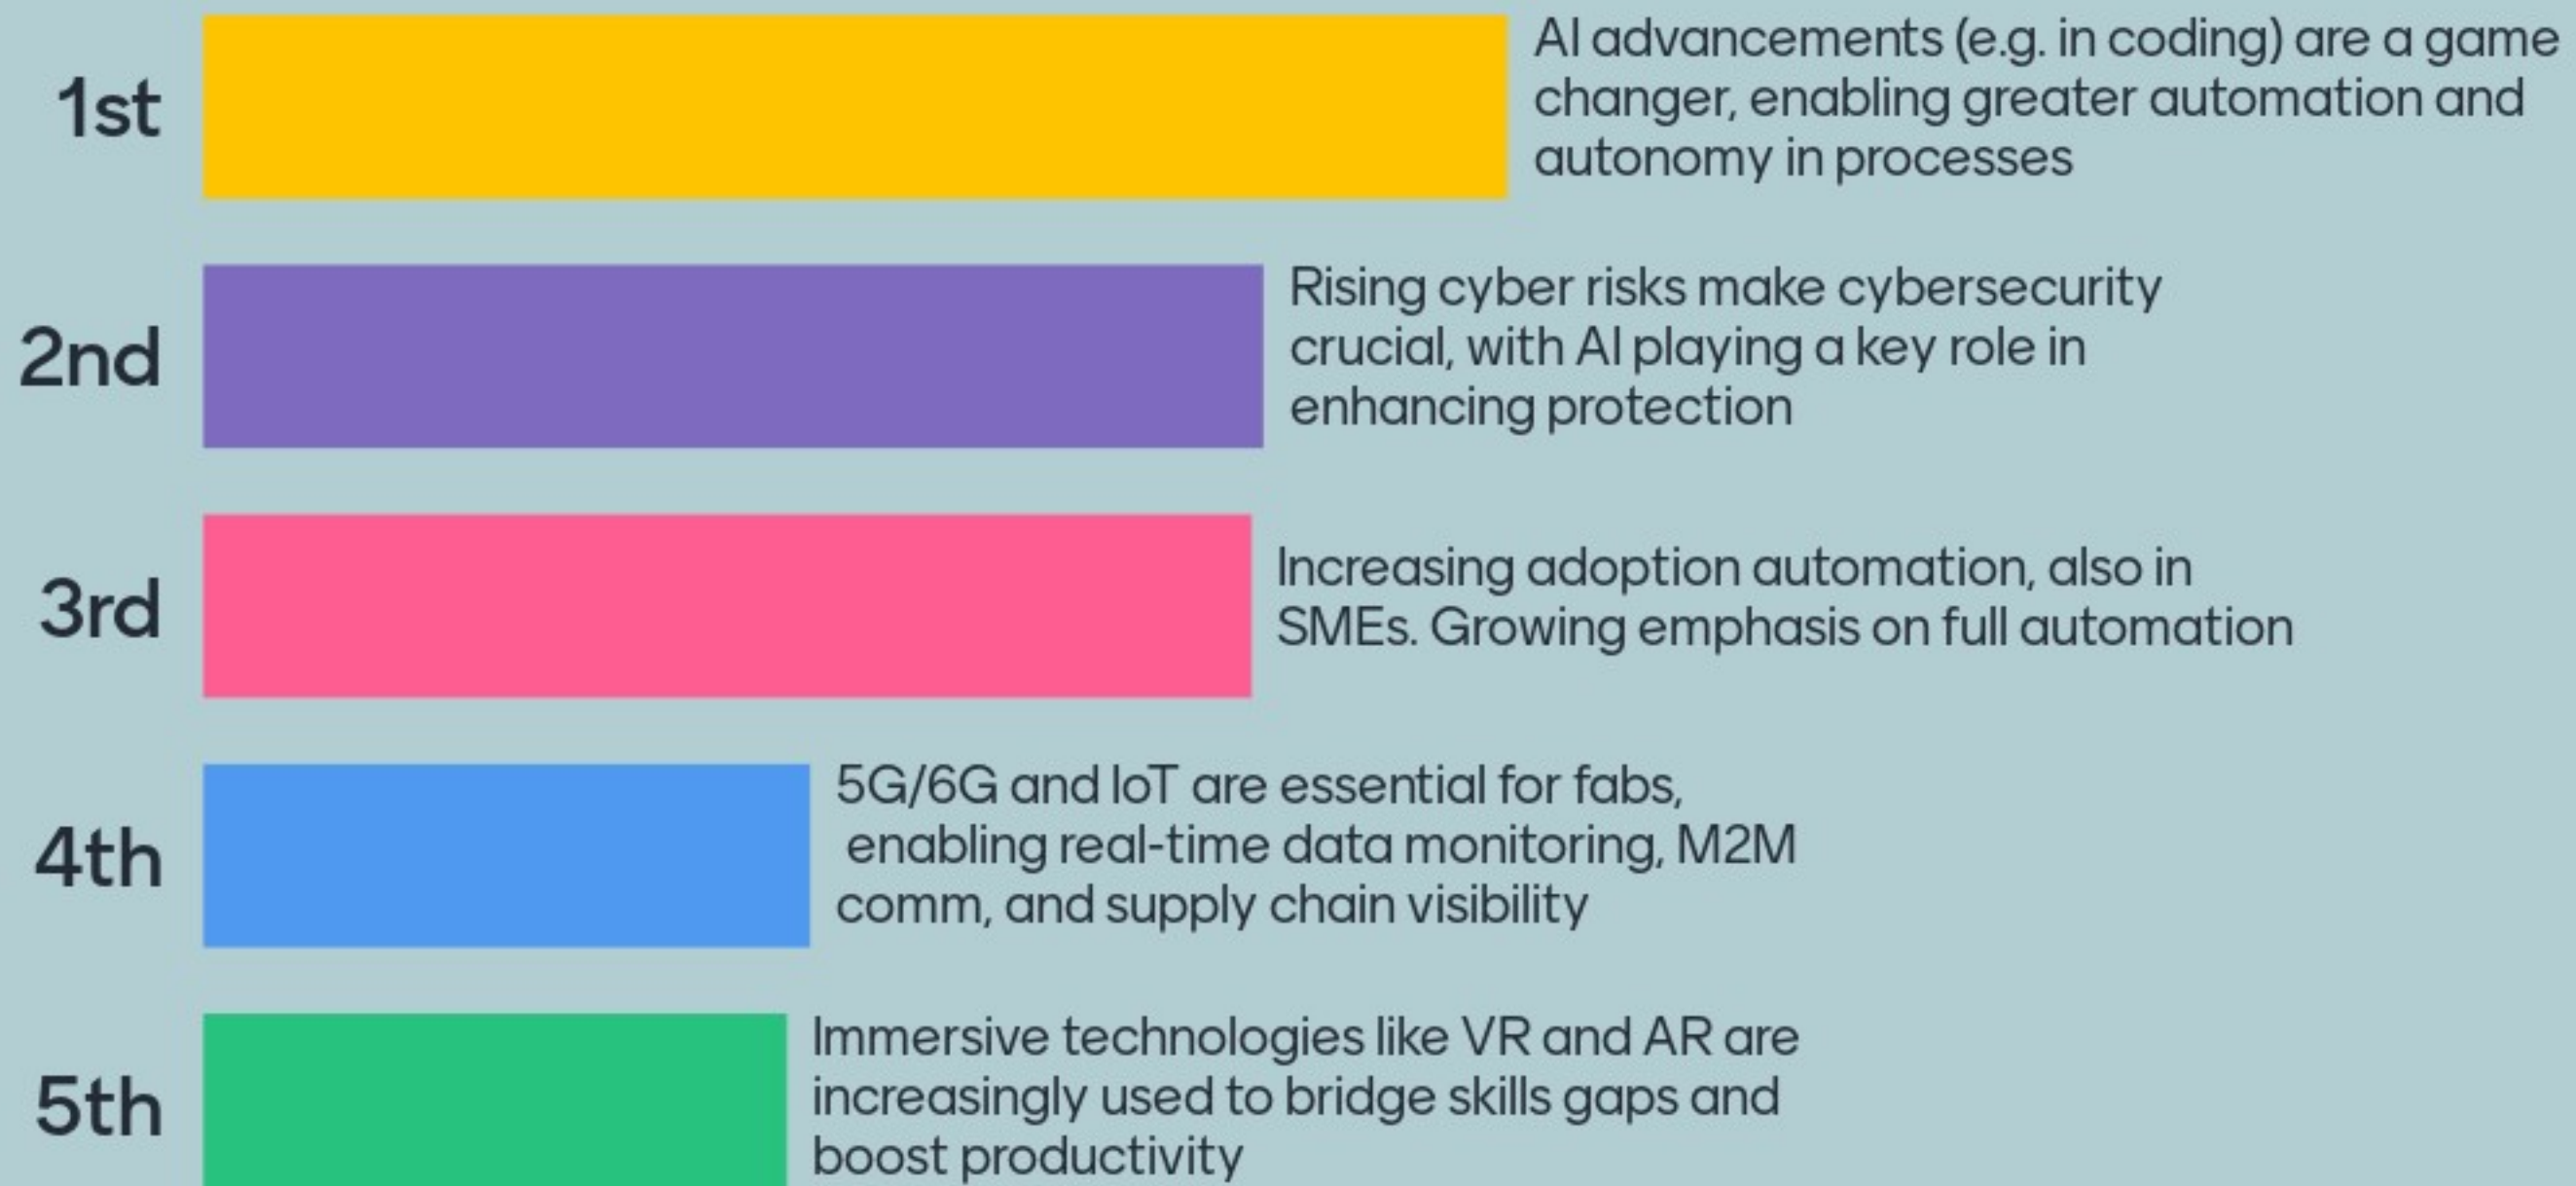 1st
AI advancements (e.g. in coding) are a game
changer, enabling greater automation and
autonomy in processes
2nd
Rising cyber risks make cybersecurity
crucial, with AI playing a key role in
enhancing protection
3rd
Increasing adoption automation, also in
SMEs. Growing emphasis on full automation
4th
5G/6G and IoT are essential for fabs,
enabling real-time data monitoring, M2M
comm, and supply chain visibility
5th
Immersive technologies like VR and AR are
increasingly used to bridge skills gaps and
boost productivity